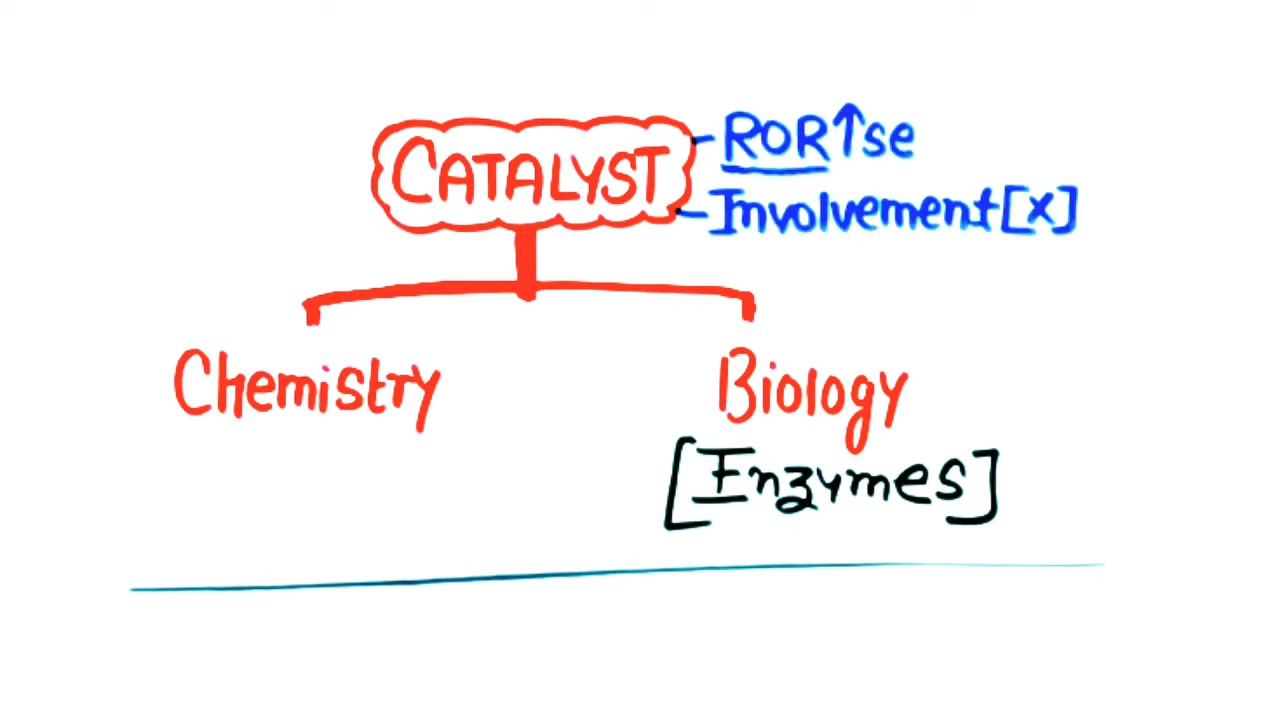 CATALYST
- ROR↑se
- Involvement[x]
Chemistry
Biology
[Enzymes]